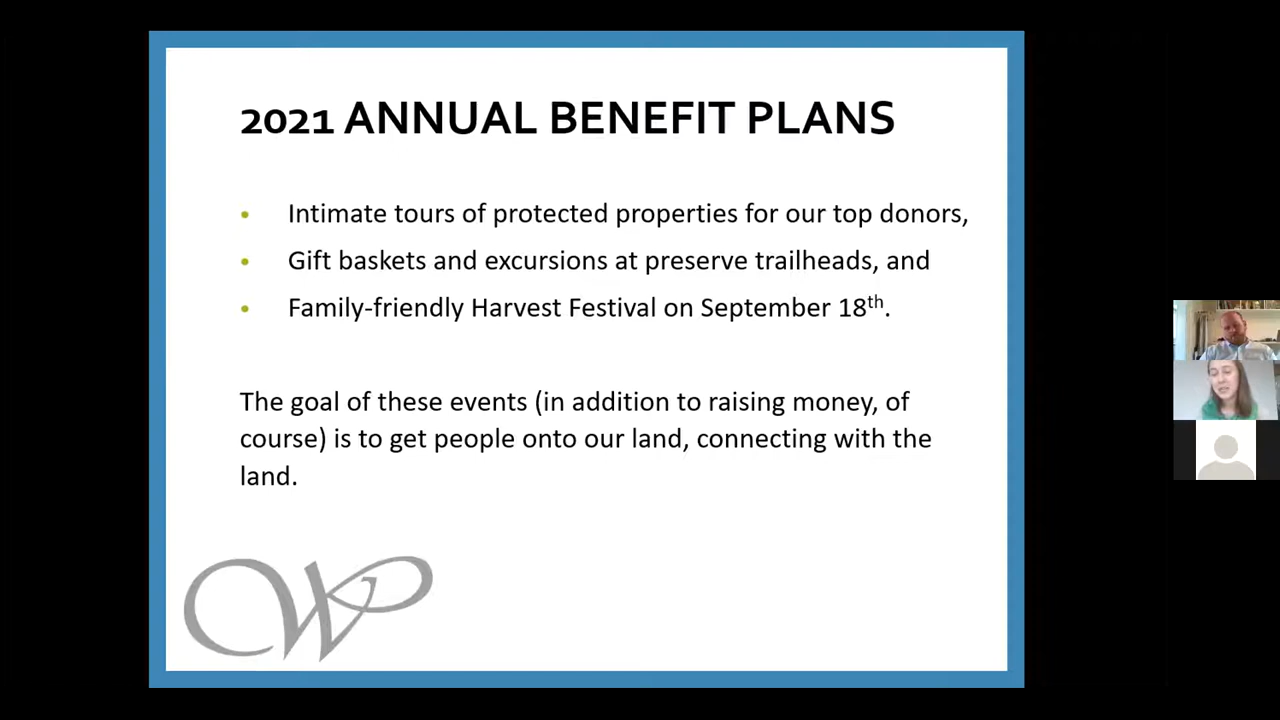 2021 ANNUAL BENEFIT PLANS
• Intimate tours of protected properties for our top donors,
• Gift baskets and excursions at preserve trailheads, and
• Family-friendly Harvest Festival on September 18th.
The goal of these events (in addition to raising money, of
course) is to get people onto our land, connecting with the
land.
W